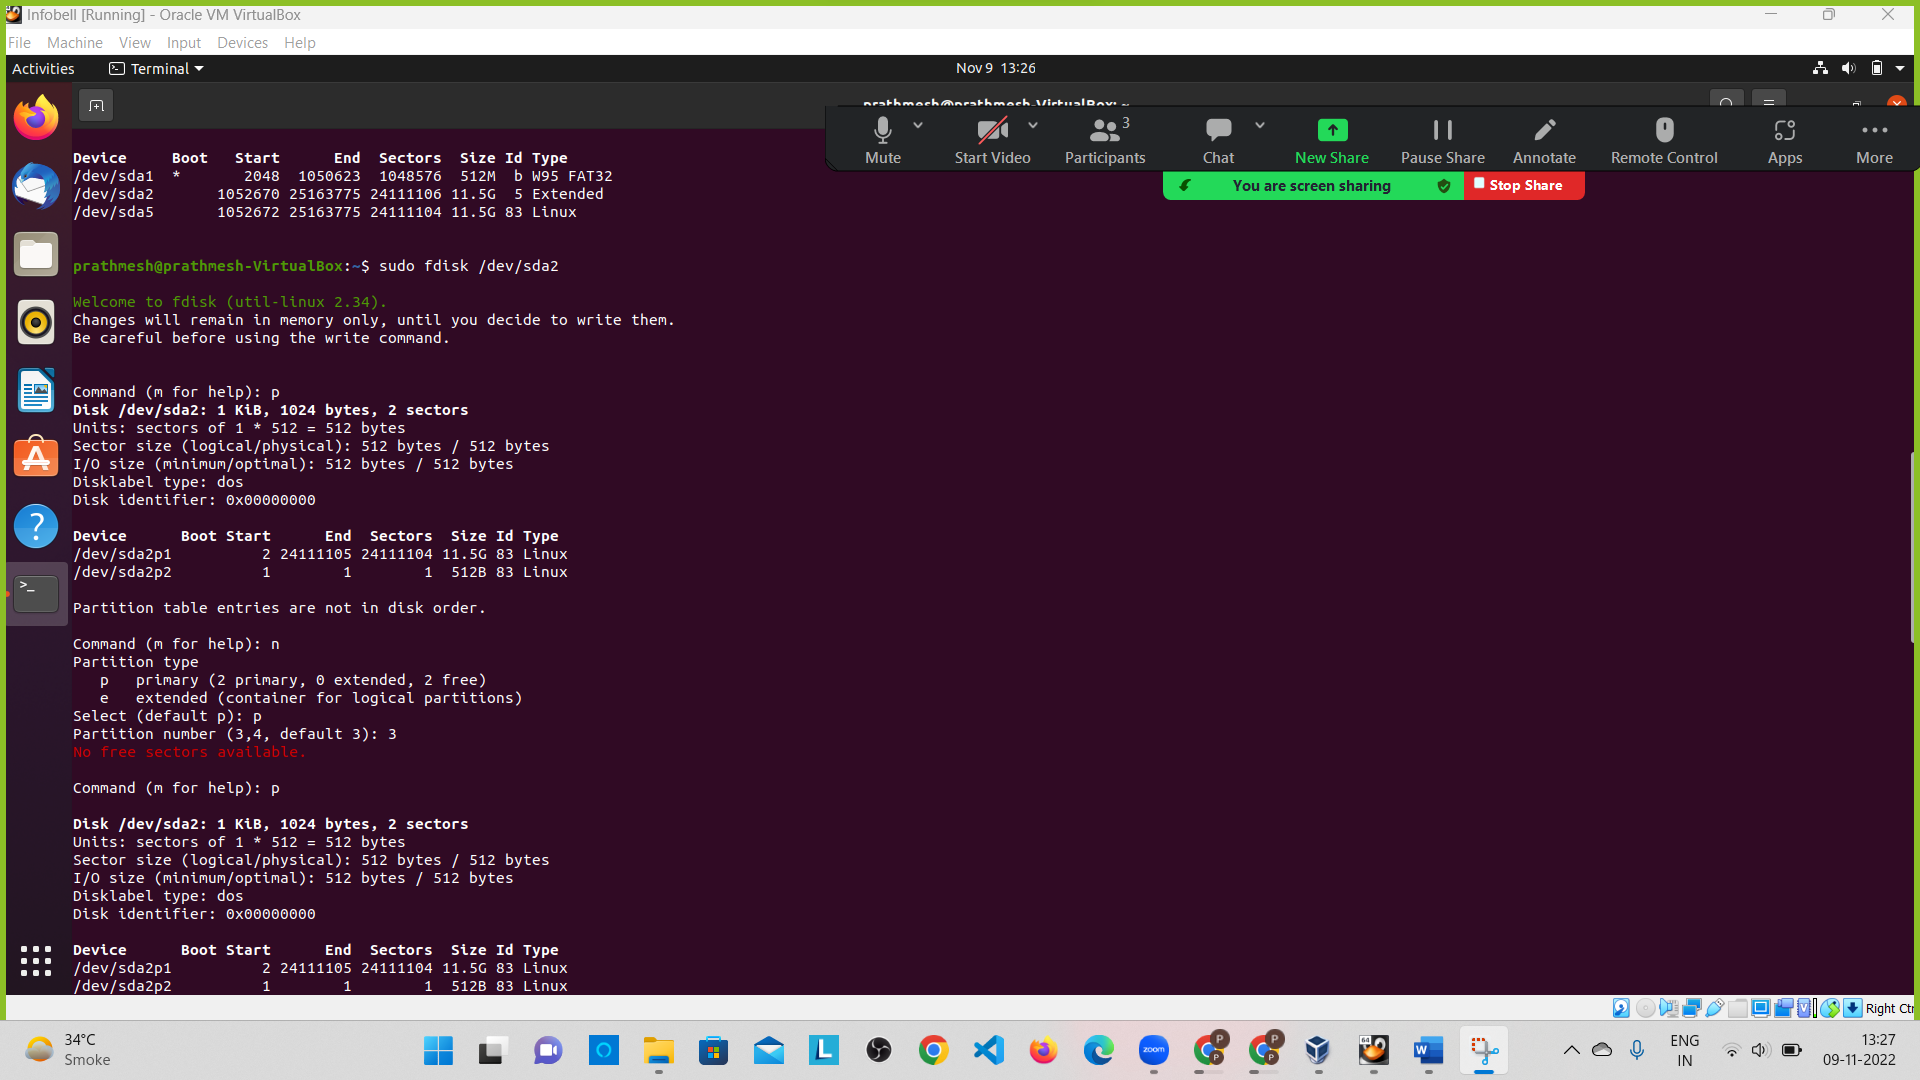 Infobell [Running] - Oracle VM VirtualBox
File Machine View Input Devices Help
Activities Terminal Nov 9 13:26
prathmesh@prathmesh-VirtualBox: ~
Mute Start Video Participants 3 Chat New Share Pause Share Annotate Remote Control Apps More
You are screen sharing Stop Share
Device Boot Start End Sectors Size Id Type
/dev/sda1 * 2048 1050623 1048576 512M b W95 FAT32
/dev/sda2 1052670 25163775 24111106 11.5G 5 Extended
/dev/sda5 1052672 25163775 24111104 11.5G 83 Linux
prathmesh@prathmesh-VirtualBox:~$ sudo fdisk /dev/sda2
Welcome to fdisk (util-linux 2.34).
Changes will remain in memory only, until you decide to write them.
Be careful before using the write command.
Command (m for help): p
Disk /dev/sda2: 1 KiB, 1024 bytes, 2 sectors
Units: sectors of 1 * 512 = 512 bytes
Sector size (logical/physical): 512 bytes / 512 bytes
I/O size (minimum/optimal): 512 bytes / 512 bytes
Disklabel type: dos
Disk identifier: 0x00000000
Device Boot Start End Sectors Size Id Type
/dev/sda2p1 2 24111105 24111104 11.5G 83 Linux
/dev/sda2p2 1 1 1 512B 83 Linux
Partition table entries are not in disk order.
Command (m for help): n
Partition type
p primary (2 primary, 0 extended, 2 free)
e extended (container for logical partitions)
Select (default p): p
Partition number (3,4, default 3): 3
No free sectors available.
Command (m for help): p
Disk /dev/sda2: 1 KiB, 1024 bytes, 2 sectors
Units: sectors of 1 * 512 = 512 bytes
Sector size (logical/physical): 512 bytes / 512 bytes
I/O size (minimum/optimal): 512 bytes / 512 bytes
Disklabel type: dos
Disk identifier: 0x00000000
Device Boot Start End Sectors Size Id Type
/dev/sda2p1 2 24111105 24111104 11.5G 83 Linux
/dev/sda2p2 1 1 1 512B 83 Linux
Right Ctr
34°C
Smoke
zoom
ENG
IN
13:27
09-11-2022